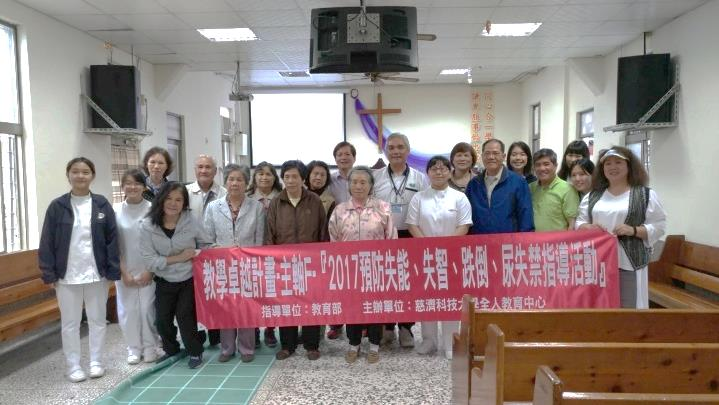 教學卓越計畫-主軸F-『2017預防失能、失智、跌倒、尿失禁指導活動』
指導單位：教育部　主辦單位：慈濟科技大學全人教育中心